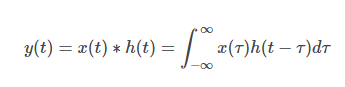 y(t) = x(t) * h(t) = ∫_{-∞}^{∞} x(τ)h(t − τ)dτ